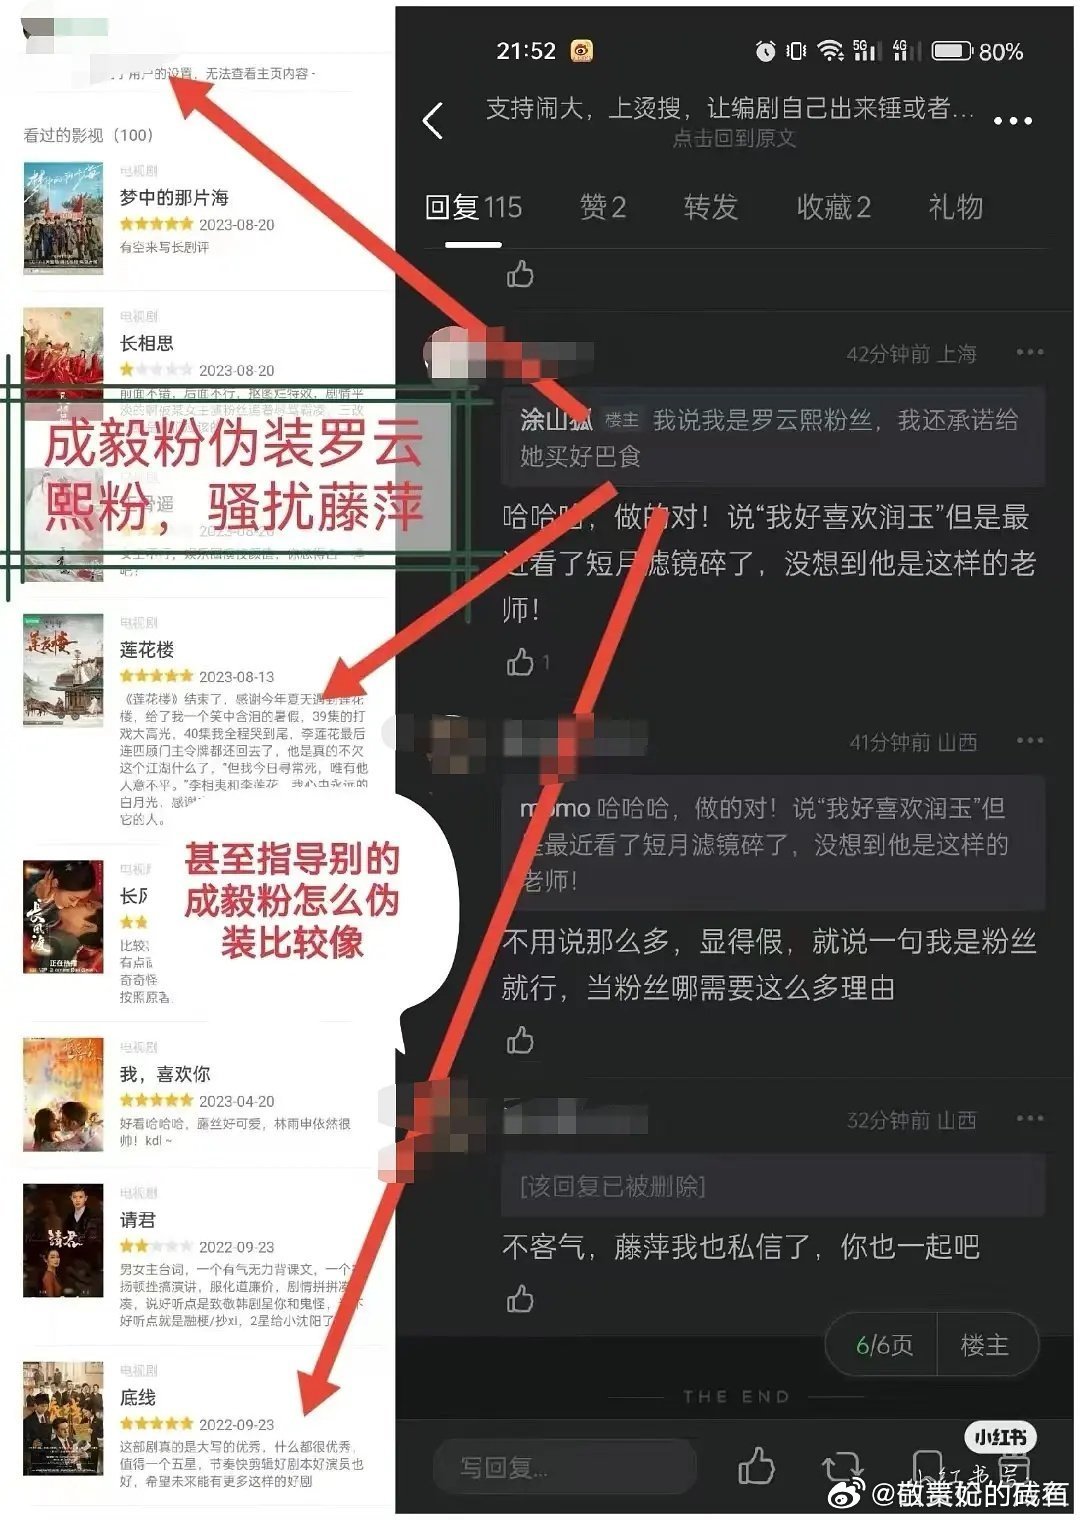 了用户的设置，无法查看主页内容 -
看过的影视（100）
电视剧
梦中的那片海
2023-08-20
有空来写长剧评
电视剧
长相思
2023-08-20
前面不错，后面不行，抠图烂特效，剧情平
成毅粉伪装罗云
熙粉，骚扰藤萍
电视剧
莲花楼
2023-08-13
《莲花楼》结束了，感谢今年夏天遇到莲花
楼，给了我一个笑中含泪的暑假，39集的打
戏大高光，40集我全程哭到尾，李莲花最后
连四顾门主令牌都还回去了，他是真的不欠
这个江湖什么了，“但我今日寻常死，唯有他
人意不平。”李相夷和李莲花，我心中永远的
白月光，感谢
它的人。
甚至指导别的
成毅粉怎么伪
装比较像
电视剧
长风
比较
有点
奇奇怪
按照原著
长风渡
电视剧
我，喜欢你
2023-04-20
好看哈哈哈，露丝好可爱，林雨申依然很
帅！kdl～
电视剧
请君
2022-09-23
男女主台词，一个有气无力背课文，一个
扬顿挫搞演讲，服化道廉价，剧情拼拼凑
凑，说好听点是致敬韩剧呈你和鬼怪，
好听点就是融梗/抄xi，2星给小沈阳了
请君
电视剧
底线
2022-09-23
这部剧真的是大写的优秀，什么都很优秀，
值得一个五星，节奏快剪辑好剧本好演员也
好，希望未来能有更多这样的好剧
21:52
5G 4G 80%
支持闹大，上烫搜，让编剧自己出来锤或者...
点击回到原文
回复 115 赞 2 转发 收藏 2 礼物
42分钟前 上海
涂山狐 楼主 我说我是罗云熙粉丝，我还承诺给
她买好巴食
哈哈哈，做的对！说“我好喜欢润玉”但是最
近看了短月滤镜碎了，没想到他是这样的老
师！
1
41分钟前 山西
momo 哈哈哈，做的对！说“我好喜欢润玉”但
是最近看了短月滤镜碎了，没想到他是这样的
老师！
不用说那么多，显得假，就说一句我是粉丝
就行，当粉丝哪需要这么多理由
32分钟前 山西
[该回复已被删除]
不客气，藤萍我也私信了，你也一起吧
6/6页 楼主
THE END
写回复...
小红书